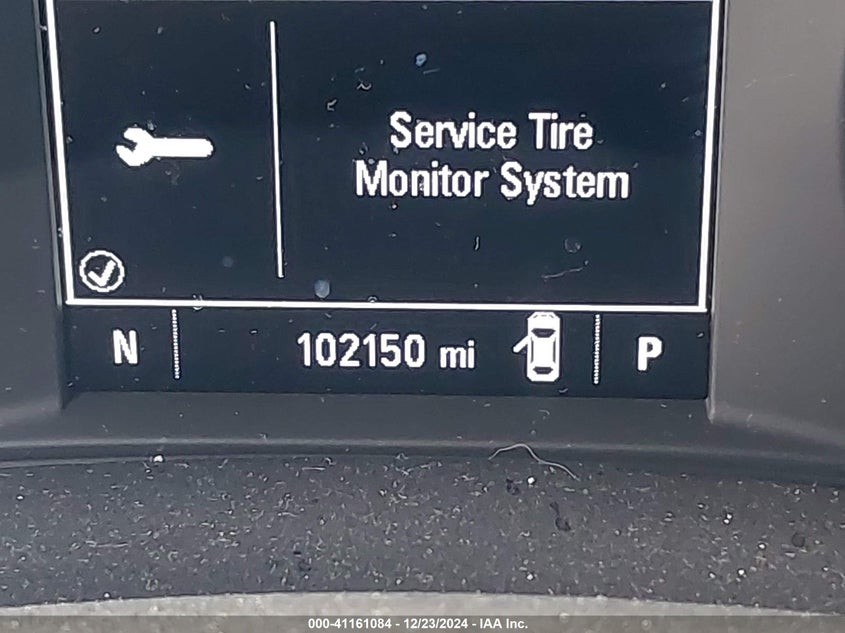 Service Tire
Monitor System
N
102150 mi
P
000-41161084 - 12/23/2024 - IAA Inc.